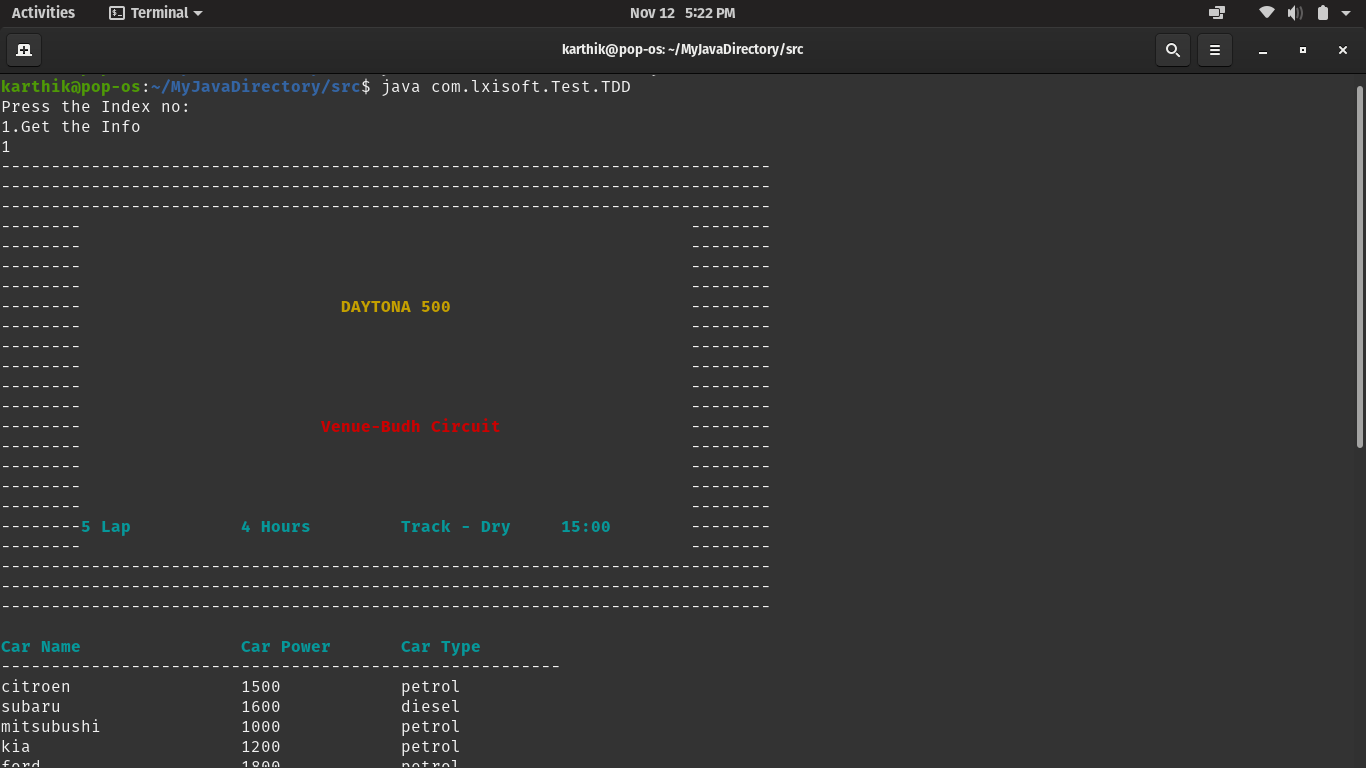 Activities Terminal Nov 12 5:22 PM
karthik@pop-os: ~/MyJavaDirectory/src
karthik@pop-os:~/MyJavaDirectory/src$ java com.lxisoft.Test.TDD
Press the Index no:
1.Get the Info
1
-----------------------------------------------------------------------------
-----------------------------------------------------------------------------
-----------------------------------------------------------------------------
-------- --------
-------- --------
-------- --------
-------- --------
-------- DAYTONA 500 --------
-------- --------
-------- --------
-------- --------
-------- --------
-------- --------
-------- Venue-Budh Circuit --------
-------- --------
-------- --------
-------- --------
-------- --------
--------5 Lap 4 Hours Track - Dry 15:00 --------
-------- --------
-----------------------------------------------------------------------------
-----------------------------------------------------------------------------
-----------------------------------------------------------------------------
Car Name Car Power Car Type
--------------------------------------------------------
citroen 1500 petrol
subaru 1600 diesel
mitsubushi 1000 petrol
kia 1200 petrol
ford 1800 petrol